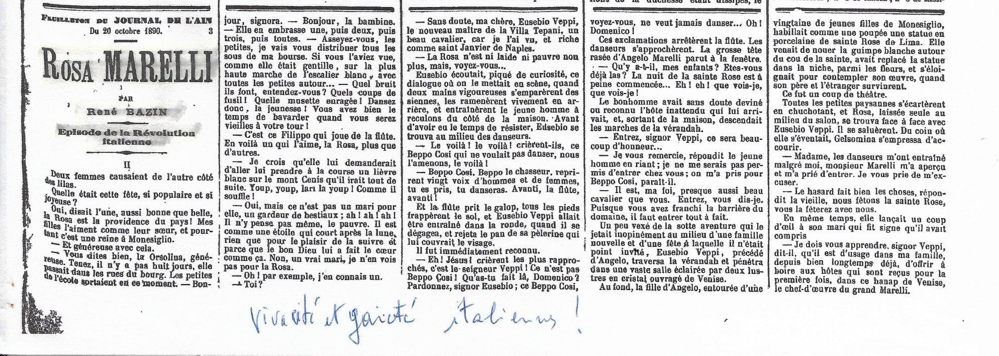 FEUILLETON DU JOURNAL DE L'AIN
Du 20 octobre 1890. 3
ROSA MARELLI
PAR
René BAZIN
Episode de la Révolution
italienne
II
Deux femmes causaient de l'autre côté
des lilas.
Quelle était cette fête, si populaire et si
joyeuse ?
Oui, disait l'une, aussi bonne que belle,
la Rosa est la providence du pays ! Mes
filles l'aiment comme leur sœur, et pour-
tant c'est une reine à Monesiglio.
— Et généreuse avec cela.
— Vous dites bien, la Orsolina, géné-
reuse. Tenez, il n'y a pas huit jours, elle
passait dans les rues du bourg. Les petites
de l'école sortaient en ce moment. — Bon-
jour, signora. — Bonjour, la bambine.
— Elle en embrasse une, puis deux, puis
trois, puis toutes. — Asseyez-vous, les
petites, je vais vous distribuer tous les
sous de ma bourse. Si vous l'aviez vue,
comme elle était gentille, sur la plus
haute marche de l'escalier blanc, avec
toutes les petites autour... — Quel bruit
ils font, entendez-vous ? Quels coups de
fusil ! Quelle musette enragée ! Dansez
donc, la jeunesse ! Vous avez bien le
temps de bavarder quand vous serez
vieilles à votre tour !
— C'est ce Filippo qui joue de la flûte.
En voilà un qui l'aime, la Rosa, plus que
d'autres.
— Je crois qu'elle lui demanderait
d'aller lui prendre à la course un lièvre
blanc sur le mont Cenis qu'il irait tout de
suite. Youp, youp, lari la youp ! Comme il
souffle !
— Oui, mais ce n'est pas un mari pour
elle, un gardeur de bestiaux ; ah ! ah ! ah !
Il n'y pense pas même, le pauvre. Il est
comme une étoile qui court après la lune,
rien que pour le plaisir de la suivre et
parce que le bon Dieu lui a fait le cœur
comme ça. Non, un vrai mari, je n'en vois
pas pour la Rosa.
— Oh ! par exemple, j'en connais un.
— Toi ?
— Sans doute, ma chère, Eusebio Veppi,
le nouveau maître de la Villa Tepani, un
beau cavalier, car je l'ai vu, et riche
comme saint Janvier de Naples.
— La Rosa n'est ni laide ni pauvre non
plus, mais, voyez-vous...
Eusebio écoutait, piqué de curiosité, ce
dialogue où on le mettait en scène, quand
deux mains vigoureuses s'emparèrent des
siennes, les ramenèrent vivement en ar-
rière, et entraînèrent le jeune homme à
reculons du côté de la maison. Avant
d'avoir eu le temps de résister, Eusebio se
trouva au milieu des danseurs.
— Le voilà ! le voilà ! crièrent-ils, ce
Beppo Cosi qui ne voulait pas danser, nous
l'amenons, le voilà !
— Beppo Cosi, Beppo le chasseur, repri-
rent vingt voix d'hommes et de femmes,
tu es pris, tu danseras. Avanti, la flûte,
avanti !
Et la flûte prit le galop, tous les pieds
frappèrent le sol, et Eusebio Veppi allait
être entraîné dans la ronde, quand il se
dégagea, et rejeta le pan de sa pèlerine qui
lui couvrait le visage.
Il fut immédiatement reconnu.
— Eh ! Jésus ! crièrent les plus rappro-
chés, c'est le seigneur Veppi ! Ce n'est pas
Beppo Cosi ! Qu'as-tu fait là, Domenico ?
Pardonnez, signor Eusebio ; ce Beppo Cosi,
voyez-vous, ne veut jamais danser... Oh !
Domenico !
Ces exclamations arrêtèrent la flûte. Les
danseurs s'approchèrent. La grosse tête
rasée d'Angelo Marelli parut à la fenêtre.
— Qu'y a-t-il, mes enfants ? Etes-vous
déjà las ? La nuit de la sainte Rose est à
peine commencée... Eh ! eh ! que vois-je,
que vois-je !
Le bonhomme avait sans doute deviné
ou reconnu l'hôte inattendu qui lui arri-
vait, et, sortant de la maison, descendait
les marches de la vérandah.
— Entrez, signor Veppi, ce sera beau-
coup d'honneur...
— Je vous remercie, répondit le jeune
homme en riant ; je ne me serais pas per-
mis d'entrer chez vous ; on m'a pris pour
Beppo Cosi, paraît-il.
— Il est, ma foi, presque aussi beau
cavalier que vous. Entrez, vous dis-je.
Puisque vous avez franchi la barrière du
domaine, il faut entrer tout à fait.
Un peu vexé de la sotte aventure qui le
jetait inopinément au milieu d'une famille
nouvelle et d'une fête à laquelle il n'était
point invité, Eusebio Veppi, précédé
d'Angelo, traversa la vérandah et pénétra
dans une vaste salle éclairée par deux lus-
tres en cristal ouvragé de Venise.
Au fond, la fille d'Angelo, entourée d'une
vingtaine de jeunes filles de Monesiglio,
habillait comme une poupée une statue en
porcelaine de sainte Rose de Lima. Elle
venait de nouer la guimpe blanche autour
du cou de la sainte, avait replacé la statue
dans la niche, parmi les fleurs, et s'éloi-
gnait pour contempler son œuvre, quand
son père et l'étranger survinrent.
Ce fut un coup de théâtre.
Toutes les petites paysannes s'écartèrent
en chuchotant, et Rosa, laissée seule au
milieu du salon, se trouva face à face avec
Eusebio Veppi. Il se saluèrent. Du coin où
elle s'éventait, Gelsomina s'empressa d'ac-
courir.
— Madame, les danseurs m'ont entraîné
malgré moi, monsieur Marelli m'a aperçu
et m'a prié d'entrer. Je vous prie de m'ex-
cuser.
— Le hasard fait bien les choses, répon-
dit la vieille, nous fêtons la sainte Rose,
vous la fêterez avec nous.
En même temps, elle lançait un coup
d'œil à son mari qui fit signe qu'il avait
compris
— Je dois vous apprendre, signor Veppi,
dit-il, qu'il est d'usage dans ma famille,
depuis bien longtemps déjà, d'offrir à
boire aux hôtes qui sont reçus pour la
première fois, dans ce hanap de Venise,
le chef-d'œuvre du grand Marelli.
Vivacité et gaieté italiennes !